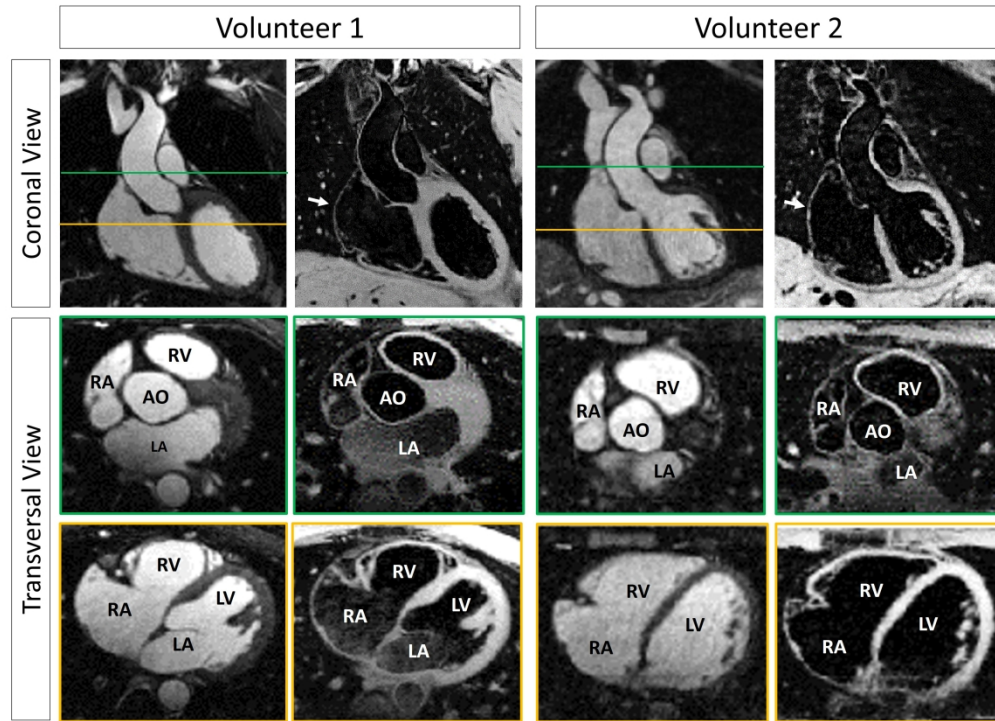 Volunteer 1
Volunteer 2
Coronal View
Transversal View
RV
RA
AO
LA
RV
RA
AO
LA
RV
RA
AO
LA
RV
RA
AO
LA
RV
RA
LV
LA
RV
RA
LV
LA
RV
RA
LV
RV
RA
LV